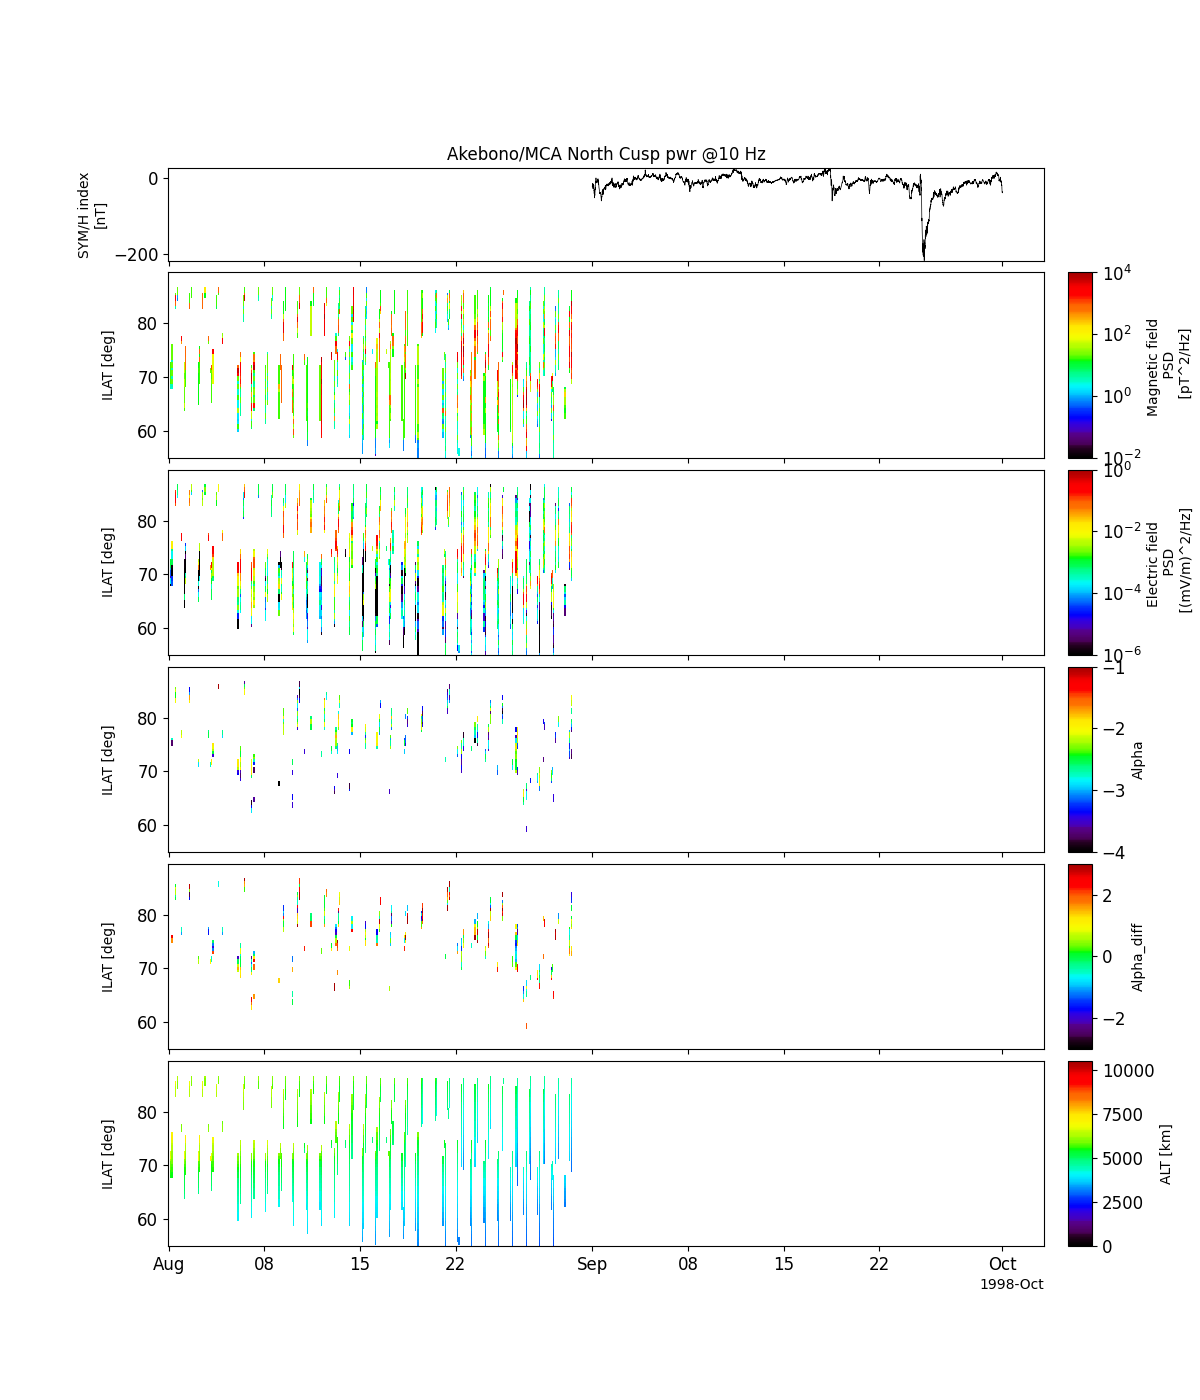 Akebono/MCA North Cusp pwr @10 Hz
SYM/H index
[nT]
0
−200
ILAT [deg]
80
70
60
10^4
10^2
10^0
10^−2
Magnetic field
PSD
[pT^2/Hz]
ILAT [deg]
80
70
60
10^0
10^−2
10^−4
10^−6
Electric field
PSD
[(mV/m)^2/Hz]
ILAT [deg]
80
70
60
−1
−2
−3
−4
Alpha
ILAT [deg]
80
70
60
2
0
−2
Alpha_diff
ILAT [deg]
80
70
60
10000
7500
5000
2500
0
ALT [km]
Aug 08 15 22 Sep 08 15 22 Oct
1998-Oct